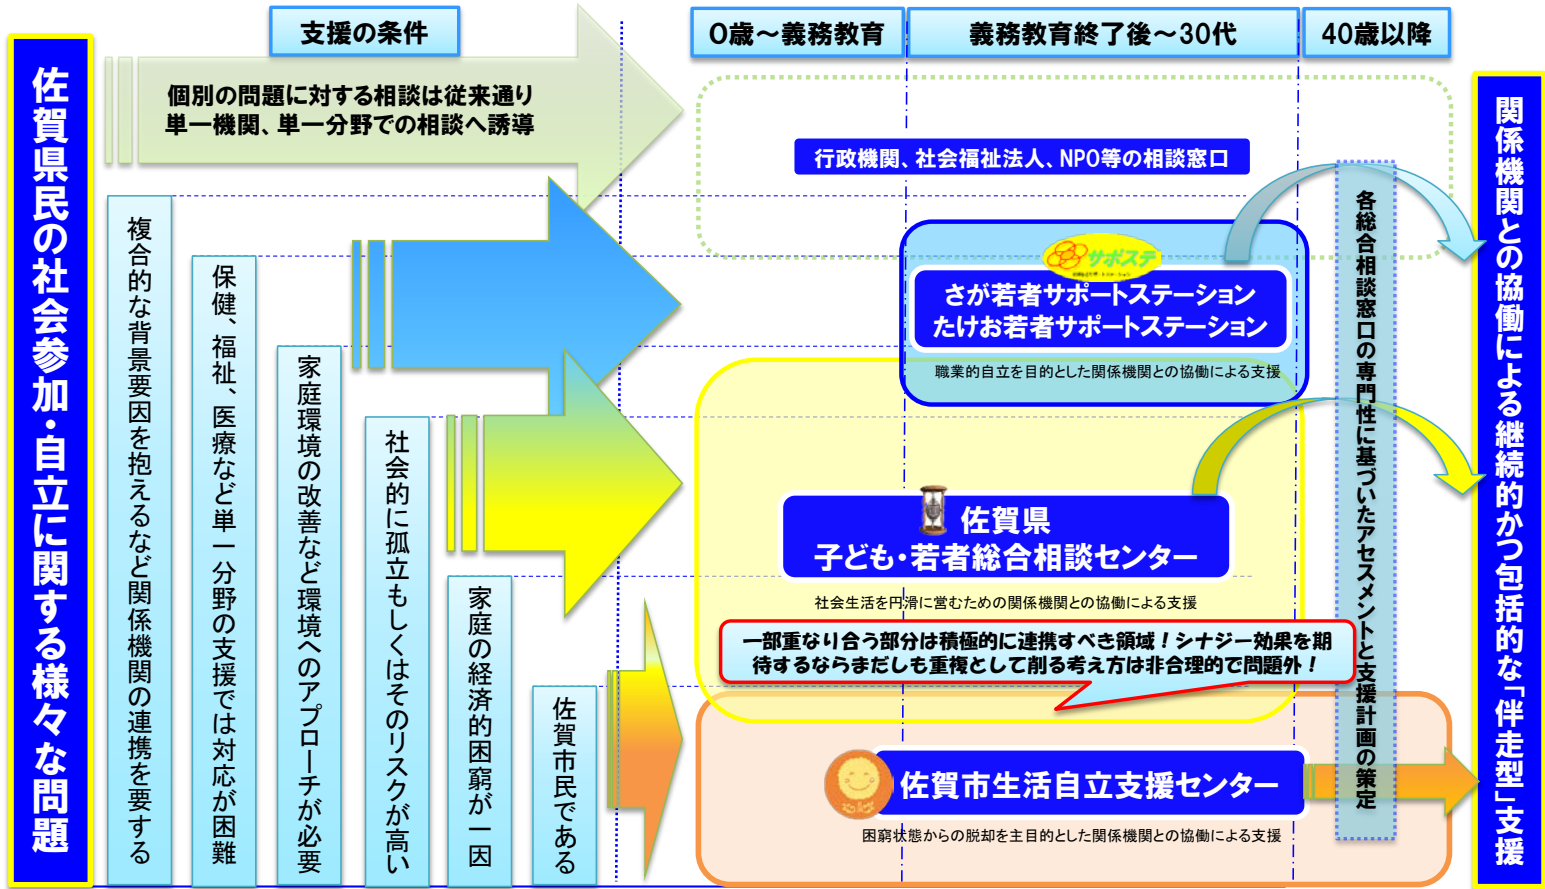 支援の条件
0歳～義務教育
義務教育終了後～30代
40歳以降
佐賀県民の社会参加・自立に関する様々な問題
個別の問題に対する相談は従来通り
単一機関、単一分野での相談へ誘導
複合的な背景要因を抱えるなど関係機関の連携を要する
保健、福祉、医療など単一分野の支援では対応が困難
家庭環境の改善など環境へのアプローチが必要
社会的に孤立もしくはそのリスクが高い
家庭の経済的困窮が一因
佐賀市民である
行政機関、社会福祉法人、NPO等の相談窓口
サポステ
さが若者サポートステーション
たけお若者サポートステーション
職業的自立を目的とした関係機関との協働による支援
佐賀県
子ども・若者総合相談センター
社会生活を円滑に営むための関係機関との協働による支援
一部重なり合う部分は積極的に連携すべき領域！シナジー効果を期
待するならまだしも重複として削る考え方は非合理的で問題外！
佐賀市生活自立支援センター
困窮状態からの脱却を主目的とした関係機関との協働による支援
各総合相談窓口の専門性に基づいたアセスメントと支援計画の策定
関係機関との協働による継続的かつ包括的な「伴走型」支援